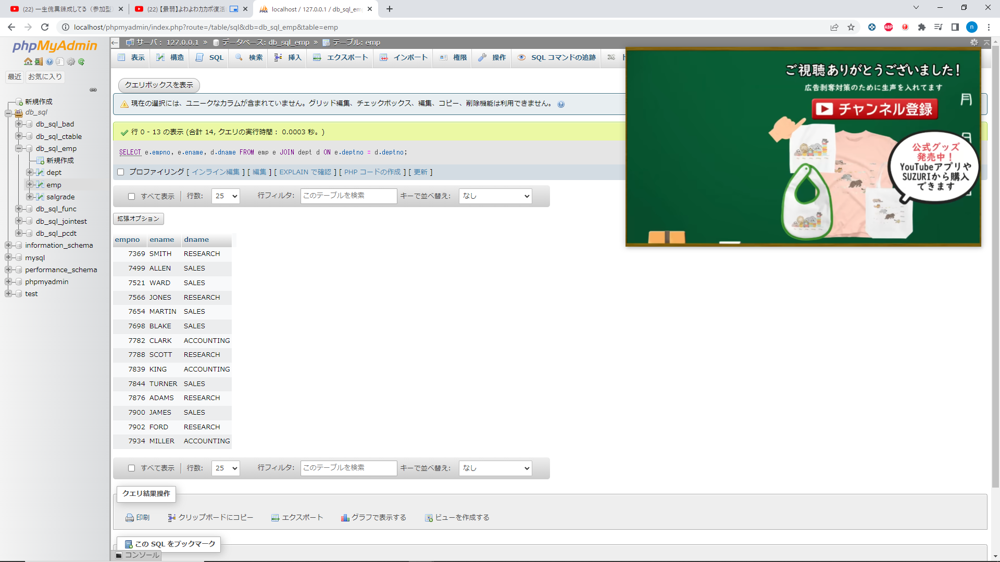 (22) 一生傀異錬成してる（参加型）
(22) 【最弱】よわよわカカポ復活
localhost / 127.0.0.1 / db_sql_em
localhost/phpmyadmin/index.php?route=/table/sql&db=db_sql_emp&table=emp
ABP
n
phpMyAdmin
最近
お気に入り
新規作成
db_sql
db_sql_bad
db_sql_ctable
db_sql_emp
新規作成
dept
emp
salgrade
db_sql_func
db_sql_jointest
db_sql_pcdt
information_schema
mysql
performance_schema
phpmyadmin
test
サーバ： 127.0.0.1 » データベース: db_sql_emp » テーブル: emp
表示 構造 SQL 検索 挿入 エクスポート インポート 権限 操作 SQL コマンドの追跡 ト
クエリボックスを表示
現在の選択には、ユニークなカラムが含まれていません。グリッド編集、チェックボックス、編集、コピー、削除機能は利用できません。
行 0 - 13 の表示 (合計 14, クエリの実行時間： 0.0003 秒。)
SELECT e.empno, e.ename, d.dname FROM emp e JOIN dept d ON e.deptno = d.deptno;
プロファイリング [ インライン編集 ] [ 編集 ] [ EXPLAIN で確認 ] [ PHP コードの作成 ] [ 更新 ]
すべて表示 行数: 25 行フィルタ: このテーブルを検索 キーで並べ替え: なし
拡張オプション
empno ename dname
7369 SMITH RESEARCH
7499 ALLEN SALES
7521 WARD SALES
7566 JONES RESEARCH
7654 MARTIN SALES
7698 BLAKE SALES
7782 CLARK ACCOUNTING
7788 SCOTT RESEARCH
7839 KING ACCOUNTING
7844 TURNER SALES
7876 ADAMS RESEARCH
7900 JAMES SALES
7902 FORD RESEARCH
7934 MILLER ACCOUNTING
すべて表示 行数: 25 行フィルタ: このテーブルを検索 キーで並べ替え: なし
クエリ結果操作
印刷 クリップボードにコピー エクスポート グラフで表示する ビューを作成する
この SQL をブックマーク
コンソール
ご視聴ありがとうございました！
広告剥奪対策のために生声を入れてます
チャンネル登録
月
公式グッズ
発売中！
YouTubeアプリや
SUZURIから購入
できます